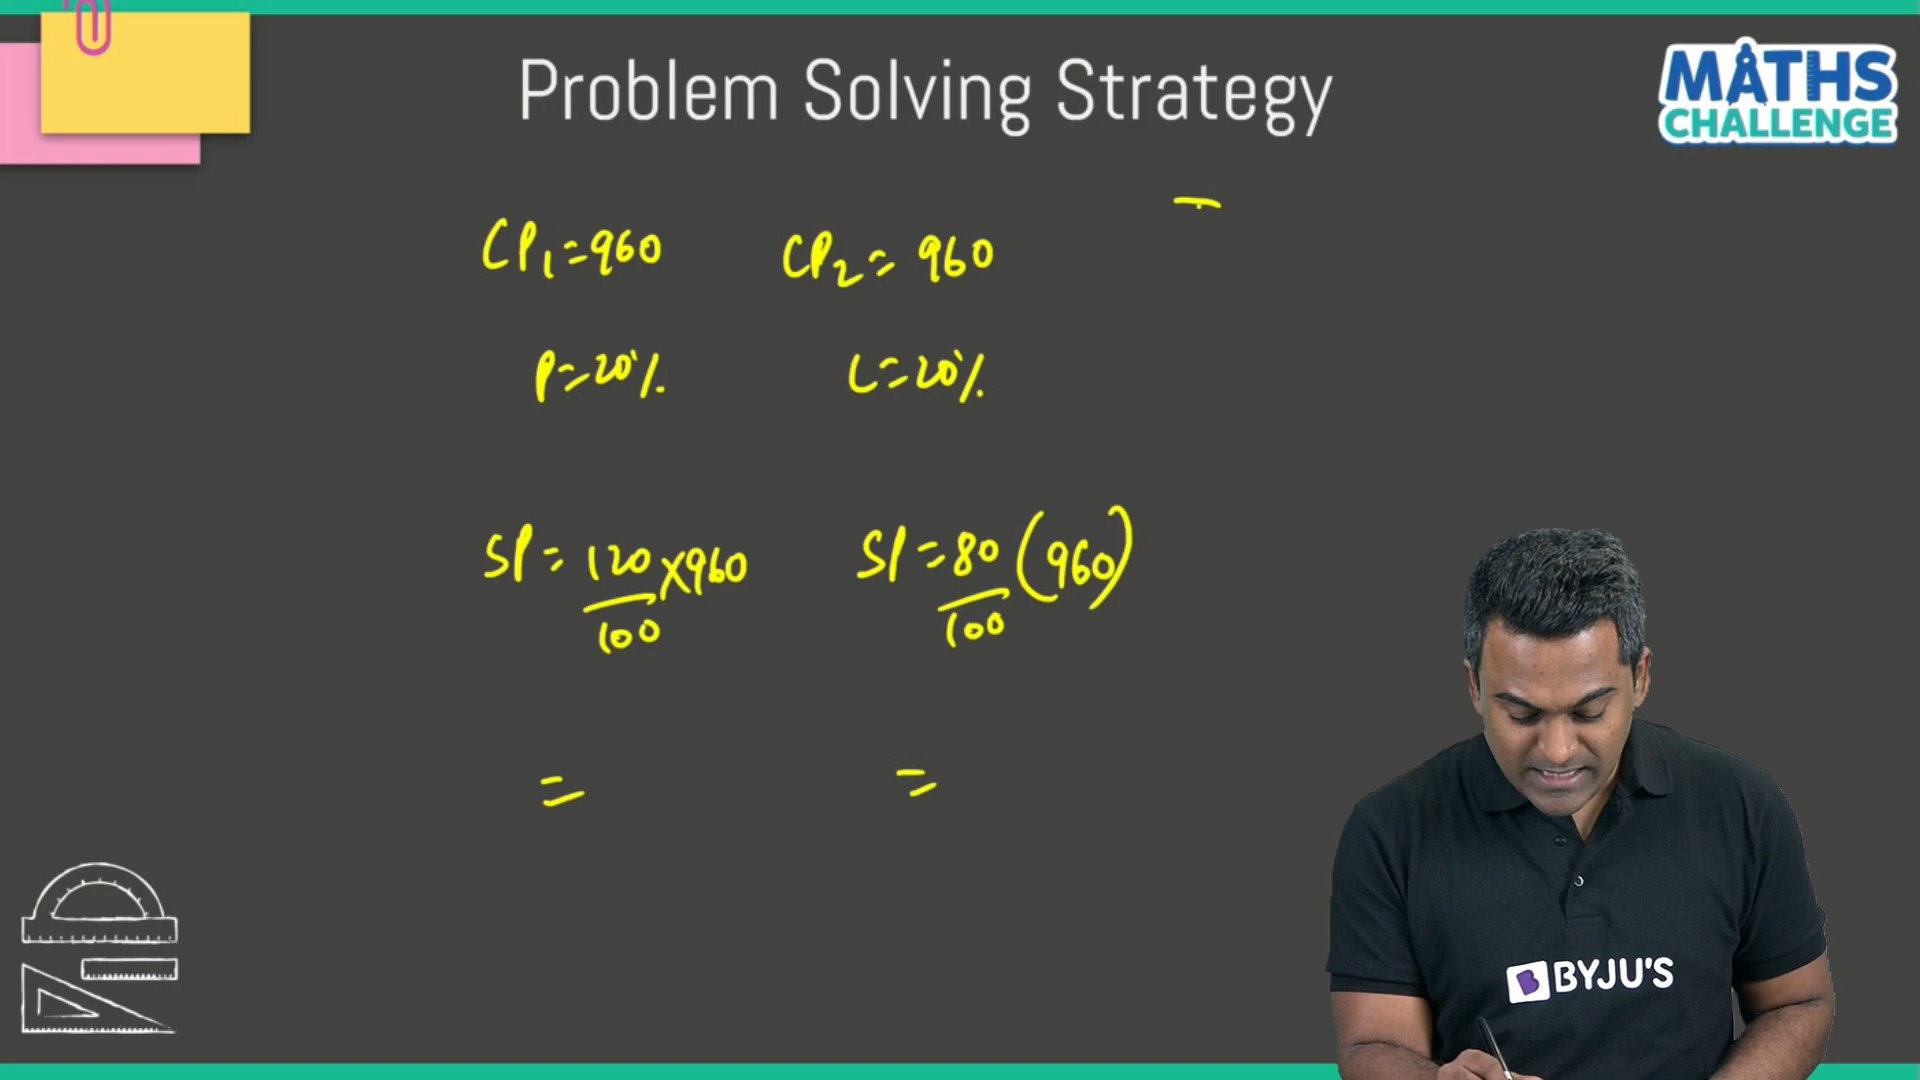 Problem Solving Strategy
MATHS
CHALLENGE
CP1=960 CP2= 960
P=20% L=20%
SP= 120/100 x960 SP=80/100 (960)
= =
BYJU'S